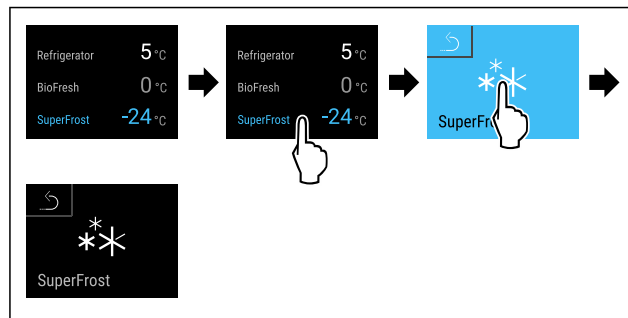 Refrigerator 5 °C
BioFresh 0 °C
SuperFrost -24 °C
Refrigerator 5 °C
BioFresh 0 °C
SuperFrost -24 °C
SuperFr
SuperFrost